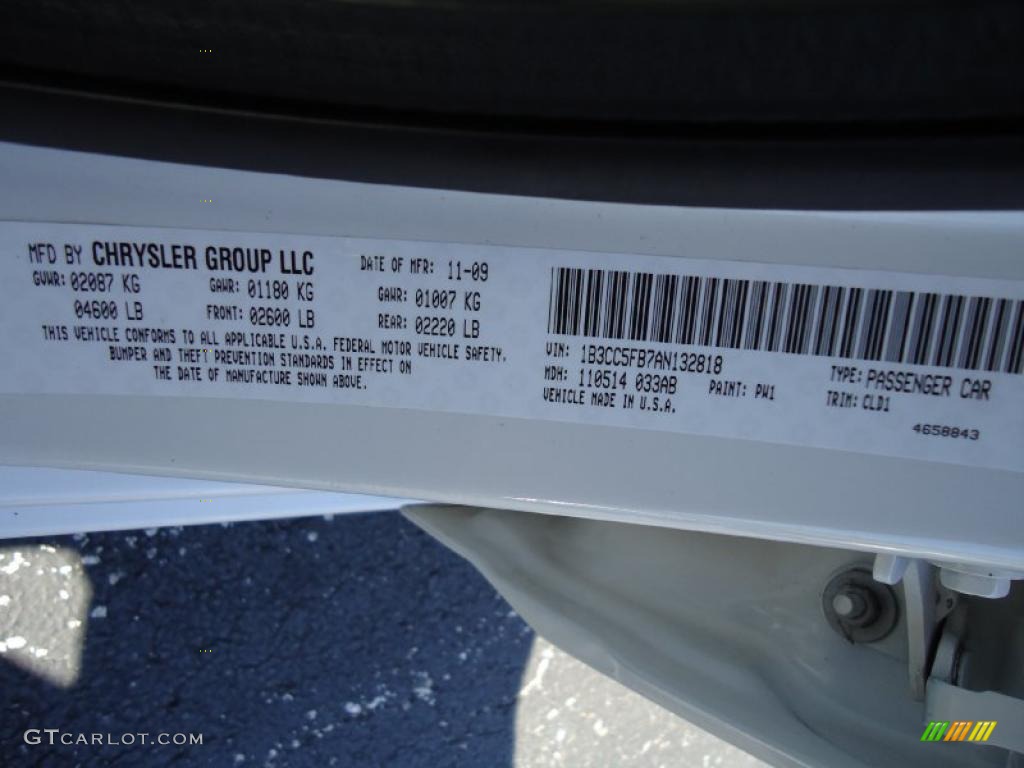 MFD BY CHRYSLER GROUP LLC
DATE OF MFR: 11-09
GVWR: 02087 KG
GAWR: 01180 KG
GAWR: 01007 KG
04600 LB
FRONT: 02600 LB
REAR: 02220 LB
THIS VEHICLE CONFORMS TO ALL APPLICABLE U.S.A. FEDERAL MOTOR VEHICLE SAFETY,
BUMPER AND THEFT PREVENTION STANDARDS IN EFFECT ON
THE DATE OF MANUFACTURE SHOWN ABOVE.
VIN: 1B3CC5FB7AN132818
TYPE: PASSENGER CAR
MDH: 110514 033AB
PAINT: PW1
TRIM: CLD1
VEHICLE MADE IN U.S.A.
4658843
GTCARLOT.COM